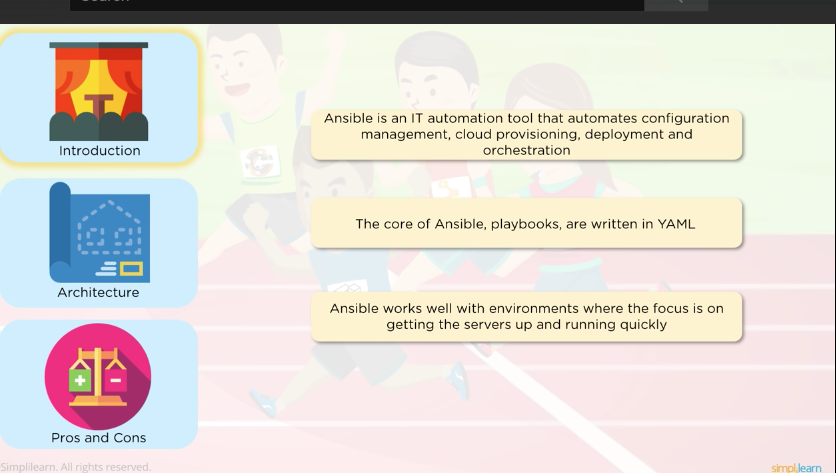 Introduction
Ansible is an IT automation tool that automates configuration
management, cloud provisioning, deployment and
orchestration
The core of Ansible, playbooks, are written in YAML
Architecture
Ansible works well with environments where the focus is on
getting the servers up and running quickly
Pros and Cons
Simplilearn. All rights reserved.
simplilearn